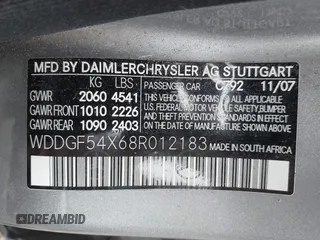 MFD BY DAIMLERCHRYSLER AG STUTTGART
KG LBS
PASSENGER CAR C792 11/07
GVWR 2060 4541
GAWR FRONT 1010 2226
GAWR REAR 1090 2403
THIS VEHICLE CONFORMS TO ALL APPLICABLE FEDERAL MOTOR VEHICLE SAFETY, BUMPER AND THEFT PREVENTION STANDARDS IN EFFECT ON THE DATE OF MANUFACTURE SHOWN ABOVE.
WDDGF54X68R012183
MADE IN SOUTH AFRICA